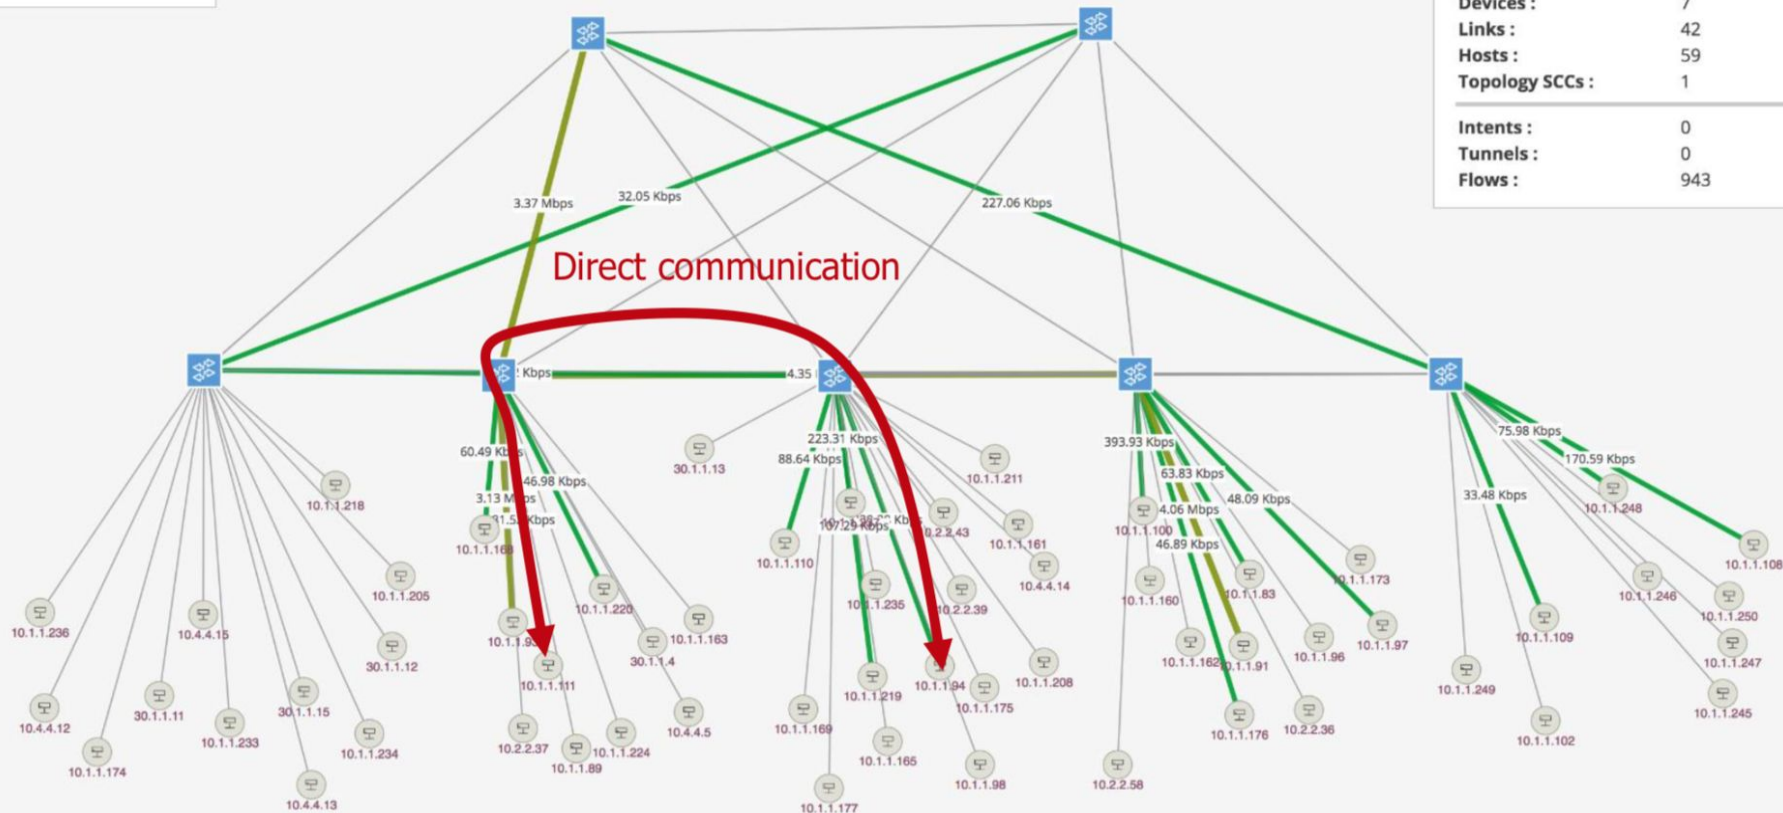 Devices : 7
Links : 42
Hosts : 59
Topology SCCs : 1
Intents : 0
Tunnels : 0
Flows : 943
3.37 Mbps
32.05 Kbps
227.06 Kbps
Direct communication
Kbps
4.35
60.49
46.98 Kbps
3.13
Kbps
223.31 Kbps
88.64 Kbps
393.93 Kbps
63.83 Kbps
48.09 Kbps
4.06 Mbps
46.89 Kbps
75.98 Kbps
170.59 Kbps
33.48 Kbps
10.1.1.218
10.1.1.205
10.1.1.236
10.4.4.15
30.1.1.12
10.4.4.12
30.1.1.11
30.1.1.15
10.1.1.233
10.1.1.234
10.1.1.174
10.4.4.13
10.1.1.168
10.1.1.220
10.1.1.163
30.1.1.4
10.1.1.111
10.4.4.5
10.2.2.37
10.1.1.224
10.1.1.89
30.1.1.13
10.1.1.211
10.1.1.110
10.1.1.161
10.4.4.14
10.1.1.235
10.2.2.39
10.1.1.219
10.1.1.94
10.1.1.208
10.1.1.175
10.1.1.169
10.1.1.165
10.1.1.98
10.1.1.177
10.1.1.100
10.1.1.173
10.1.1.160
10.1.1.83
10.1.1.97
10.1.1.162
10.1.1.91
10.1.1.96
10.1.1.176
10.2.2.36
10.2.2.58
10.1.1.248
10.1.1.108
10.1.1.246
10.1.1.250
10.1.1.109
10.1.1.247
10.1.1.249
10.1.1.245
10.1.1.102